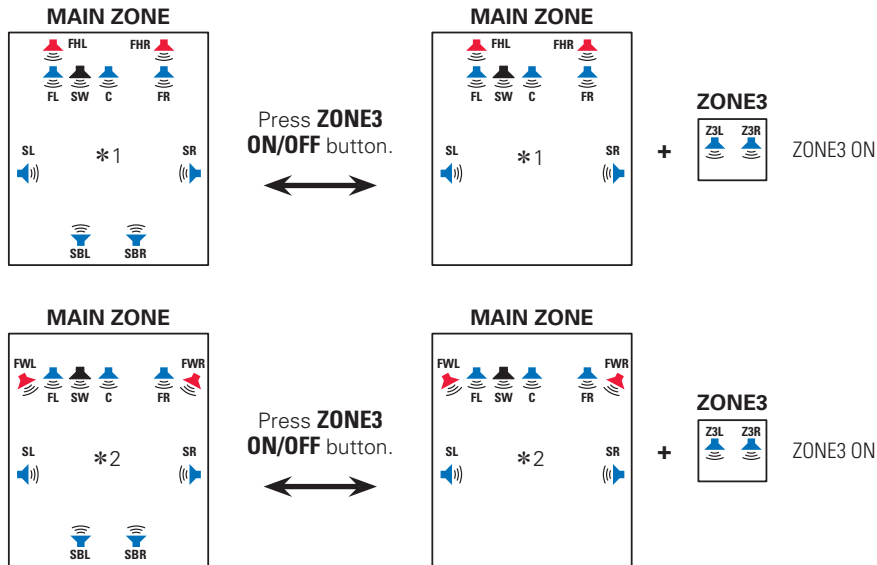 MAIN ZONE
FHL FHR
FL SW C FR
SL SR
*1
SBL SBR
Press ZONE3
ON/OFF button.
MAIN ZONE
FHL FHR
FL SW C FR
SL SR
*1
+
ZONE3
Z3L Z3R
ZONE3 ON
MAIN ZONE
FWL FWR
FL SW C FR
SL SR
*2
SBL SBR
Press ZONE3
ON/OFF button.
MAIN ZONE
FWL FWR
FL SW C FR
SL SR
*2
+
ZONE3
Z3L Z3R
ZONE3 ON